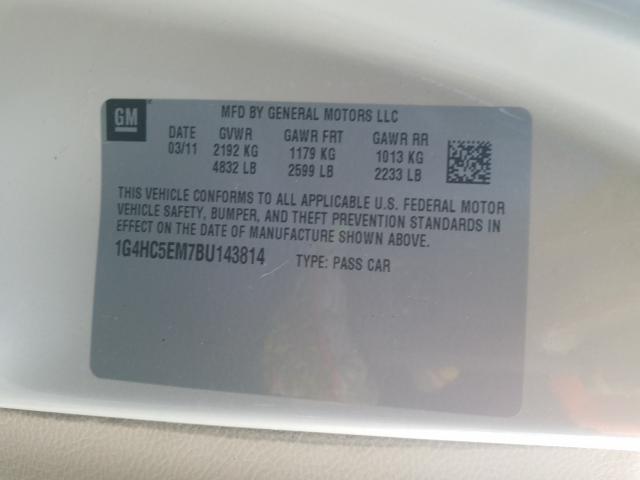 GM
MFD BY GENERAL MOTORS LLC
DATE GVWR GAWR FRT GAWR RR
03/11 2192 KG 1179 KG 1013 KG
4832 LB 2599 LB 2233 LB
THIS VEHICLE CONFORMS TO ALL APPLICABLE U.S. FEDERAL MOTOR
VEHICLE SAFETY, BUMPER, AND THEFT PREVENTION STANDARDS IN
EFFECT ON THE DATE OF MANUFACTURE SHOWN ABOVE.
1G4HC5EM7BU143814 TYPE: PASS CAR